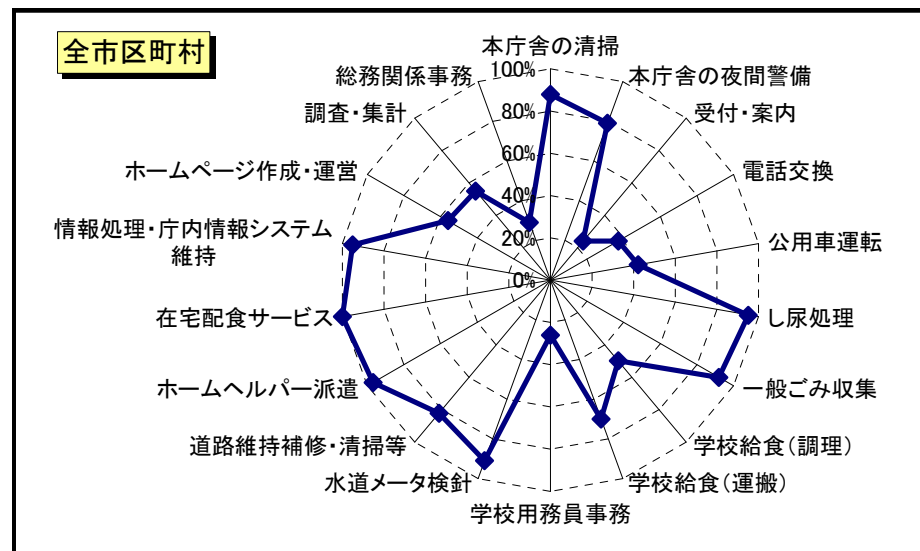 全市区町村
本庁舎の清掃
本庁舎の夜間警備
受付・案内
電話交換
公用車運転
し尿処理
一般ごみ収集
学校給食（調理）
学校給食（運搬）
学校用務員事務
水道メータ検針
道路維持補修・清掃等
ホームヘルパー派遣
在宅配食サービス
情報処理・庁内情報システム
維持
ホームページ作成・運営
調査・集計
総務関係事務
100%
80%
60%
40%
20%
0%